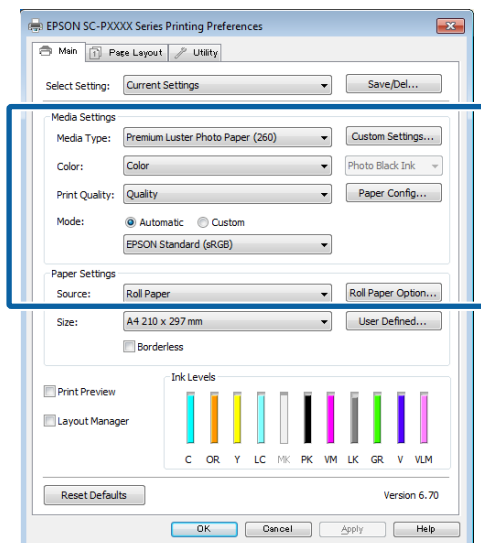 EPSON SC-PXXXX Series Printing Preferences
Main Page Layout Utility
Select Setting: Current Settings Save/Del...
Media Settings
Media Type: Premium Luster Photo Paper (260) Custom Settings...
Color: Color Photo Black Ink
Print Quality: Quality Paper Config...
Mode: Automatic Custom
EPSON Standard (sRGB)
Paper Settings
Source: Roll Paper Roll Paper Option...
Size: A4 210 x 297 mm User Defined...
Borderless
Ink Levels
Print Preview
Layout Manager
C OR Y LC MK PK VM LK GR V VLM
Reset Defaults Version 6.70
OK Cancel Apply Help